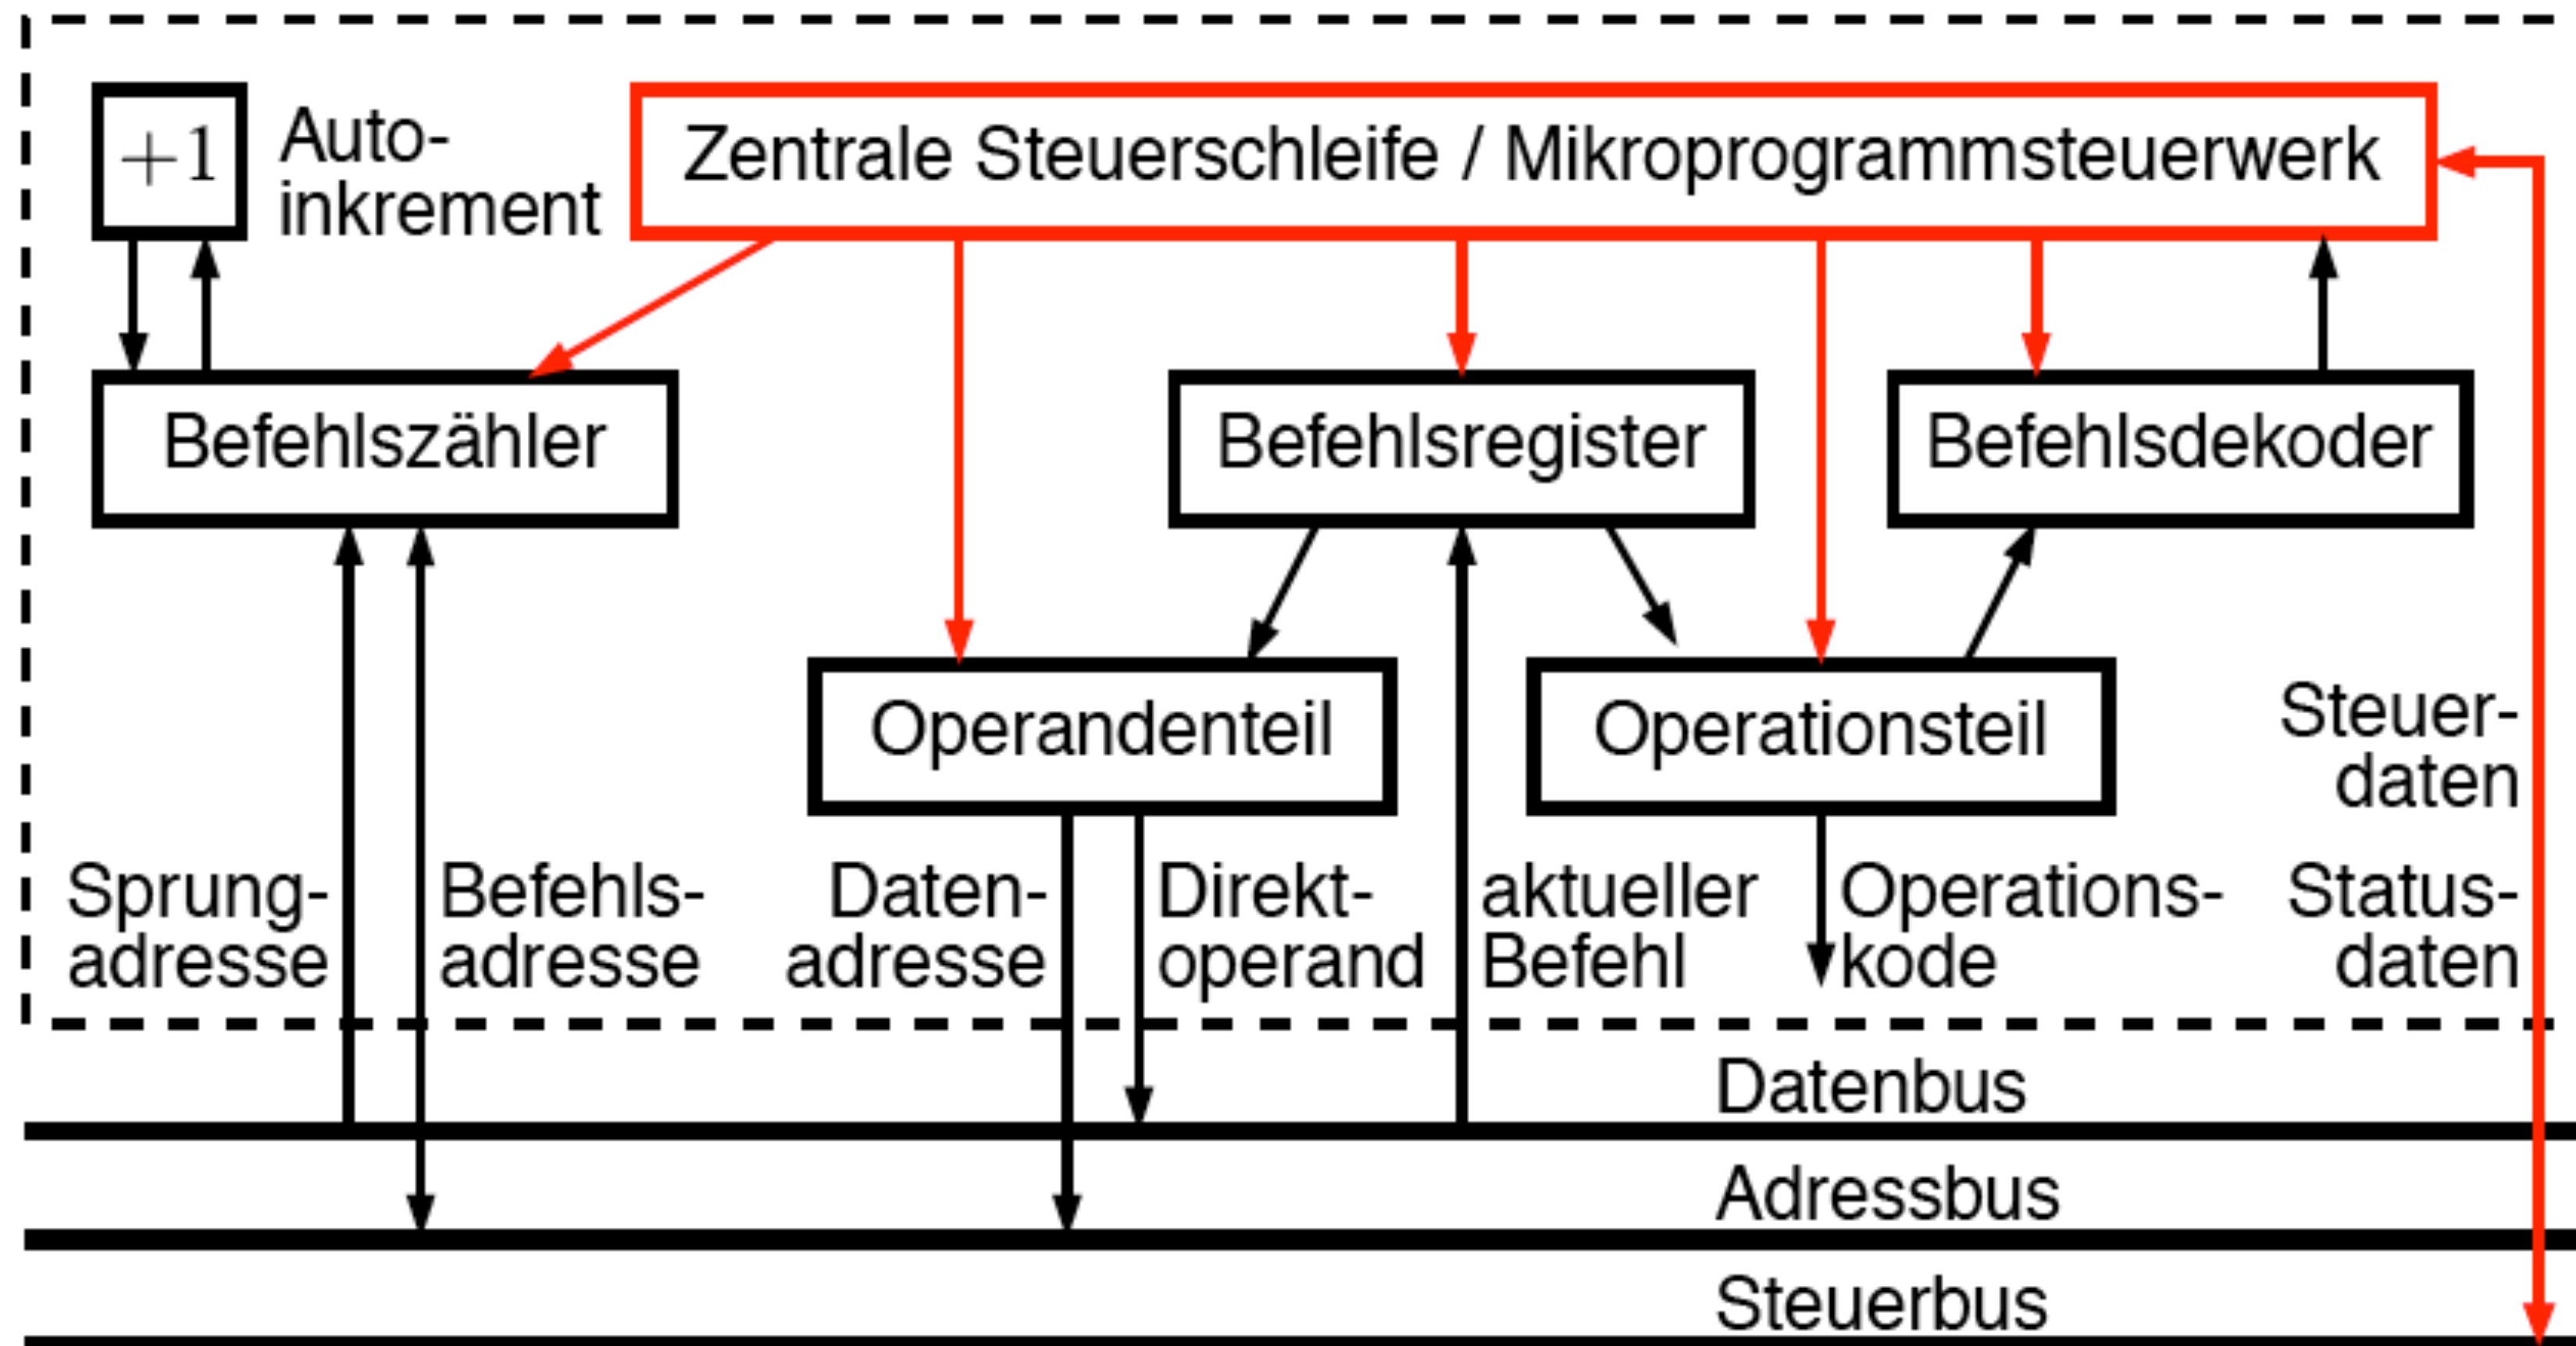 +1
Auto-
inkrement
Zentrale Steuerschleife / Mikroprogrammsteuerwerk
Befehlszähler
Befehlsregister
Befehlsdekoder
Operandenteil
Operationsteil
Steuer-
daten
Sprung-
adresse
Befehls-
adresse
Daten-
adresse
Direkt-
operand
aktueller
Befehl
Operations-
kode
Status-
daten
Datenbus
Adressbus
Steuerbus